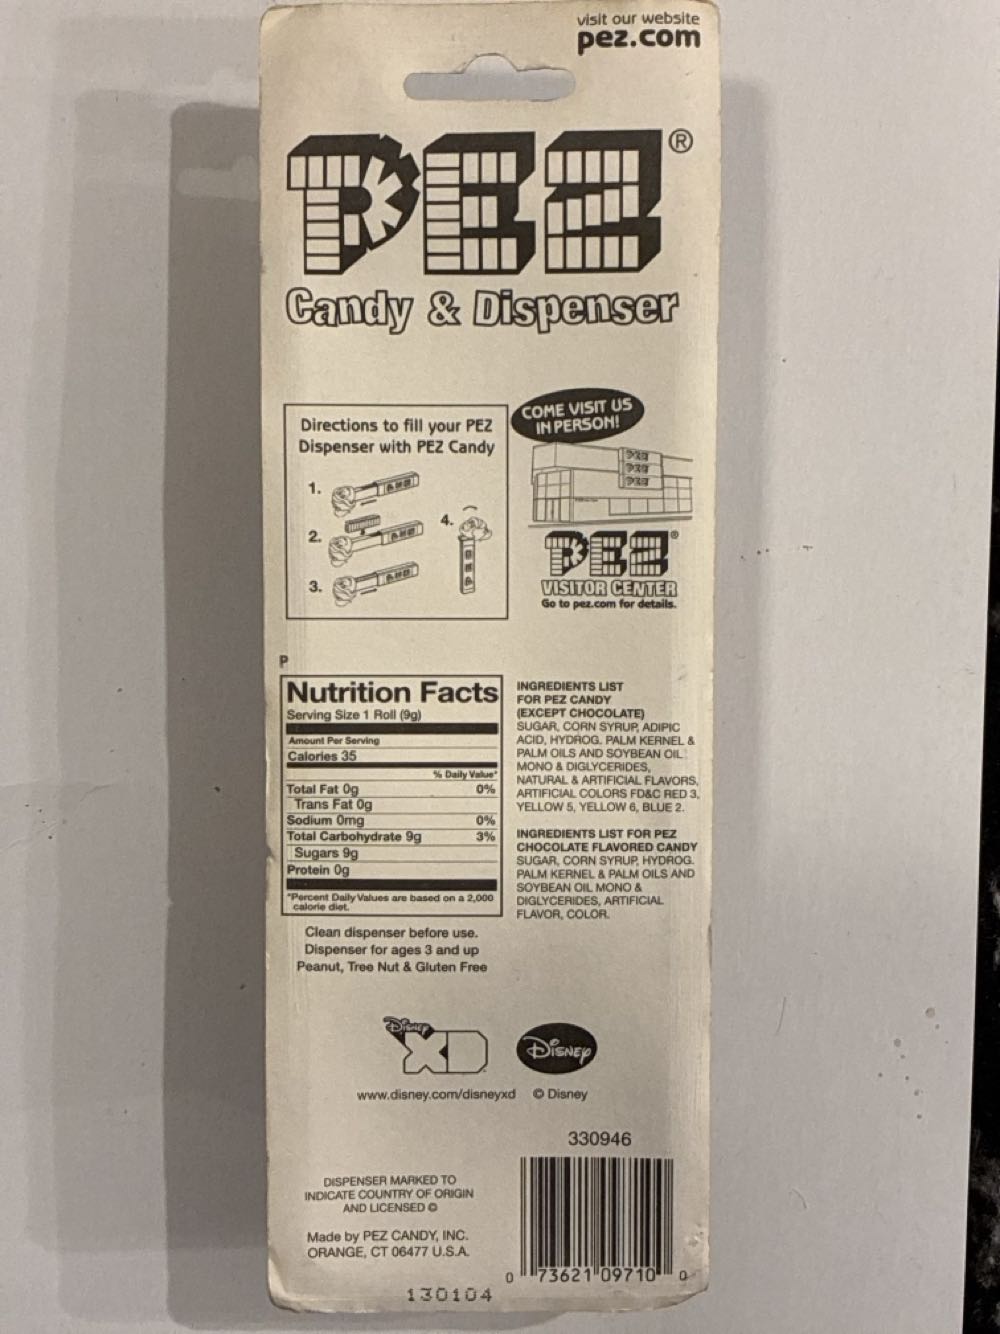 visit our website
pez.com
PEZ®
Candy & Dispenser
Directions to fill your PEZ
Dispenser with PEZ Candy
1.
2.
3.
4.
COME VISIT US
IN PERSON!
PEZ
PEZ
PEZ
PEZ®
VISITOR CENTER
Go to pez.com for details.
P
Nutrition Facts
Serving Size 1 Roll (9g)
Amount Per Serving
Calories 35
% Daily Value*
Total Fat 0g 0%
Trans Fat 0g
Sodium 0mg 0%
Total Carbohydrate 9g 3%
Sugars 9g
Protein 0g
*Percent Daily Values are based on a 2,000
calorie diet.
Clean dispenser before use.
Dispenser for ages 3 and up
Peanut, Tree Nut & Gluten Free
INGREDIENTS LIST
FOR PEZ CANDY
(EXCEPT CHOCOLATE)
SUGAR, CORN SYRUP, ADIPIC
ACID, HYDROG. PALM KERNEL &
PALM OILS AND SOYBEAN OIL
MONO & DIGLYCERIDES,
NATURAL & ARTIFICIAL FLAVORS,
ARTIFICIAL COLORS FD&C RED 3,
YELLOW 5, YELLOW 6, BLUE 2.
INGREDIENTS LIST FOR PEZ
CHOCOLATE FLAVORED CANDY
SUGAR, CORN SYRUP, HYDROG.
PALM KERNEL & PALM OILS AND
SOYBEAN OIL MONO &
DIGLYCERIDES, ARTIFICIAL
FLAVOR, COLOR.
Disney XD
Disney
www.disney.com/disneyxd © Disney
330946
DISPENSER MARKED TO
INDICATE COUNTRY OF ORIGIN
AND LICENSED ©
Made by PEZ CANDY, INC.
ORANGE, CT 06477 U.S.A.
0 73621 09710 0
130104